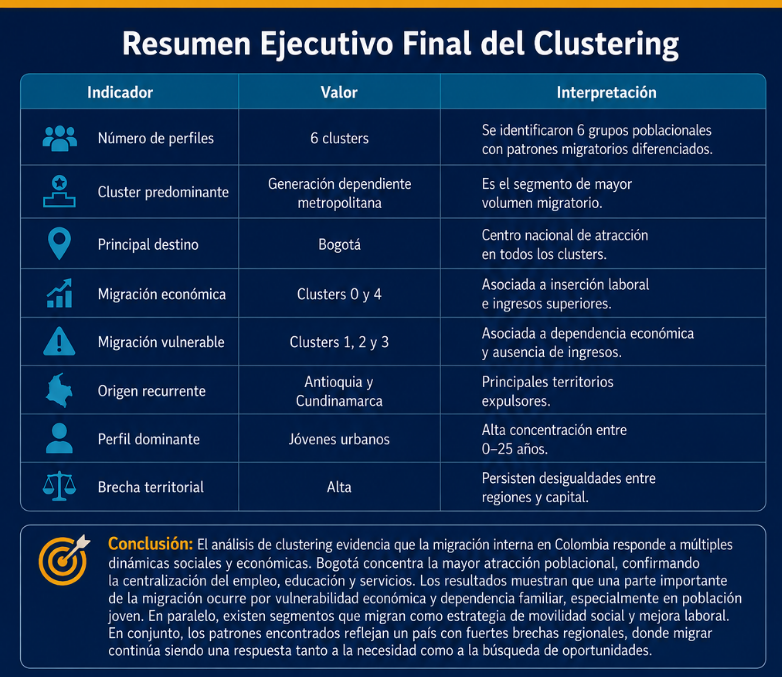 Resumen Ejecutivo Final del Clustering
Indicador Valor Interpretación
Número de perfiles
6 clusters
Se identificaron 6 grupos poblacionales
con patrones migratorios diferenciados.
Cluster predominante
Generación dependiente
metropolitana
Es el segmento de mayor
volumen migratorio.
Principal destino
Bogotá
Centro nacional de atracción
en todos los clusters.
Migración económica
Clusters 0 y 4
Asociada a inserción laboral
e ingresos superiores.
Migración vulnerable
Clusters 1, 2 y 3
Asociada a dependencia económica
y ausencia de ingresos.
Origen recurrente
Antioquia y
Cundinamarca
Principales territorios
expulsores.
Perfil dominante
Jóvenes urbanos
Alta concentración entre
0–25 años.
Brecha territorial
Alta
Persisten desigualdades entre
regiones y capital.
Conclusión: El análisis de clustering evidencia que la migración interna en Colombia responde a múltiples
dinámicas sociales y económicas. Bogotá concentra la mayor atracción poblacional, confirmando
la centralización del empleo, educación y servicios. Los resultados muestran que una parte importante
de la migración ocurre por vulnerabilidad económica y dependencia familiar, especialmente en población
joven. En paralelo, existen segmentos que migran como estrategia de movilidad social y mejora laboral.
En conjunto, los patrones encontrados reflejan un país con fuertes brechas regionales, donde migrar
continúa siendo una respuesta tanto a la necesidad como a la búsqueda de oportunidades.